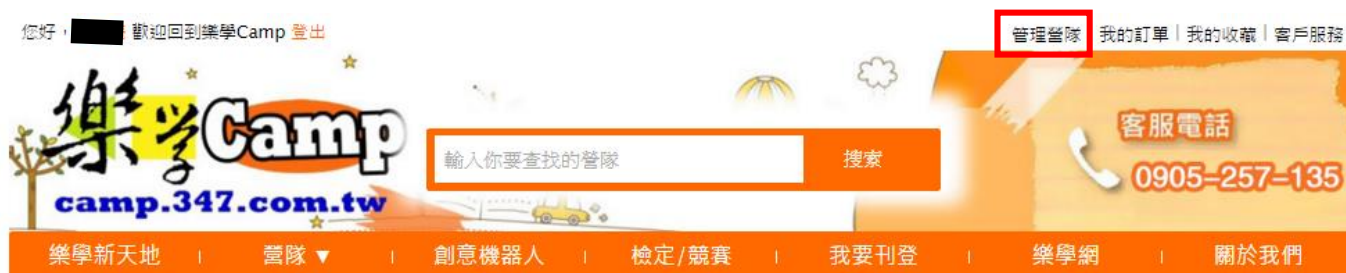 您好， 歡迎回到樂學Camp 登出
管理營隊 我的訂單 | 我的收藏 | 客戶服務
樂學Camp
camp.347.com.tw
輸入你要查找的營隊 搜索
客服電話
0905-257-135
樂學新天地 | 營隊 ▼ | 創意機器人 | 檢定/競賽 | 我要刊登 | 樂學網 | 關於我們